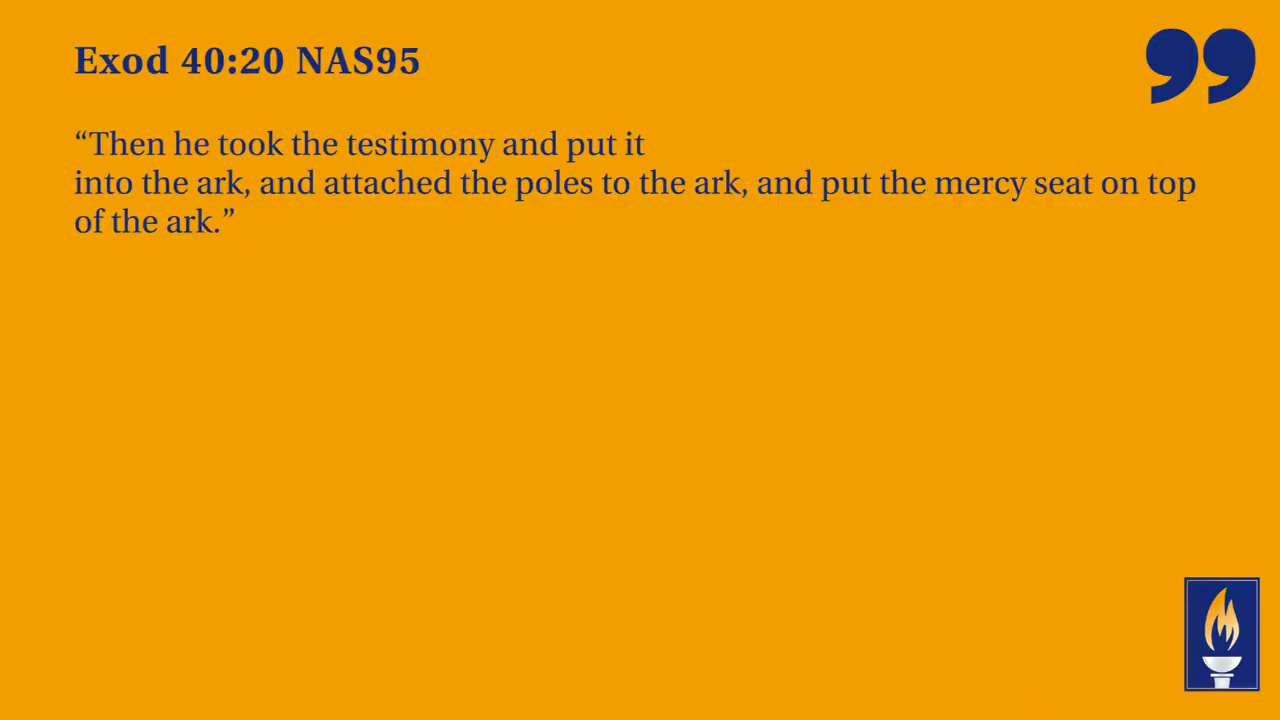 Exod 40:20 NAS95
“Then he took the testimony and put it
into the ark, and attached the poles to the ark, and put the mercy seat on top
of the ark.”